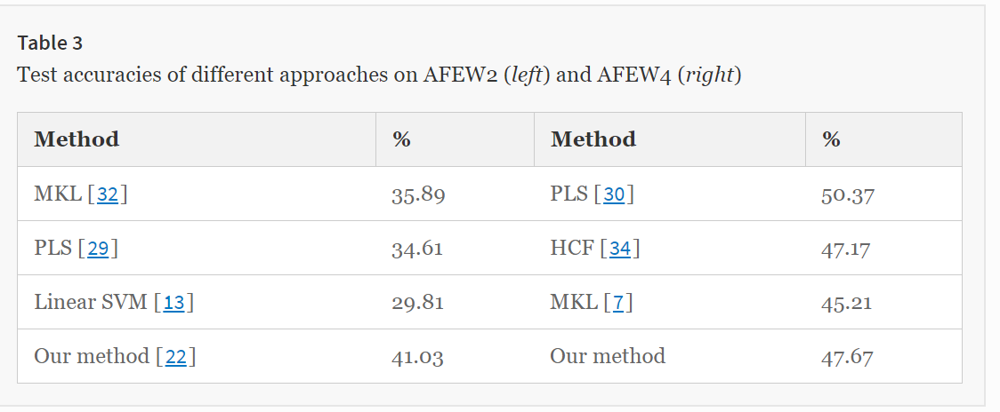 Table 3
Test accuracies of different approaches on AFEW2 (left) and AFEW4 (right)
Method % Method %
MKL [32] 35.89 PLS [30] 50.37
PLS [29] 34.61 HCF [34] 47.17
Linear SVM [13] 29.81 MKL [7] 45.21
Our method [22] 41.03 Our method 47.67